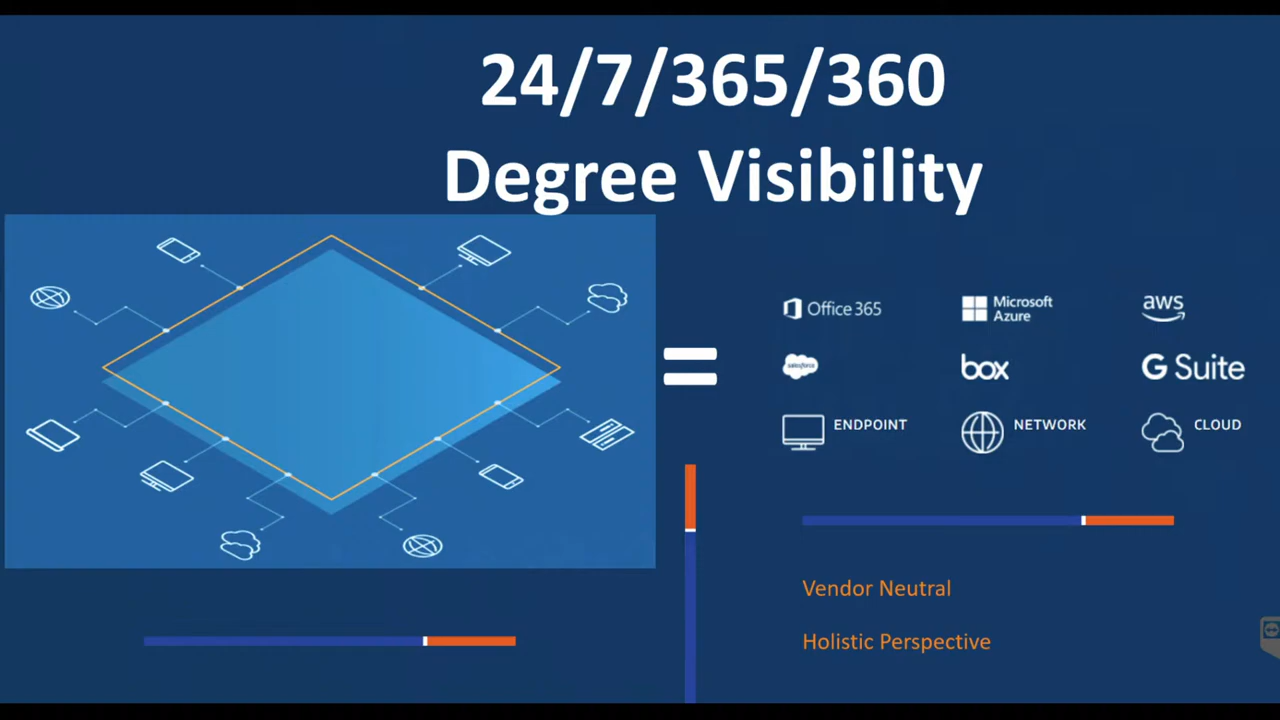 24/7/365/360
Degree Visibility
Office 365
Microsoft
Azure
aws
salesforce
box
G Suite
ENDPOINT
NETWORK
CLOUD
Vendor Neutral
Holistic Perspective